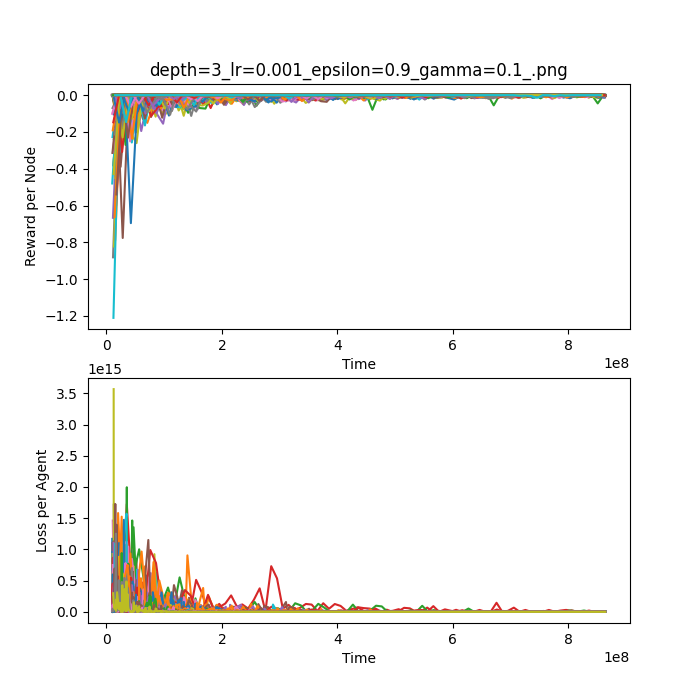 depth=3_lr=0.001_epsilon=0.9_gamma=0.1_.png
0.0
−0.2
−0.4
−0.6
−0.8
−1.0
−1.2
Reward per Node
0 2 4 6 8
Time
1e8
1e15
3.5
3.0
2.5
2.0
1.5
1.0
0.5
0.0
Loss per Agent
0 2 4 6 8
Time
1e8